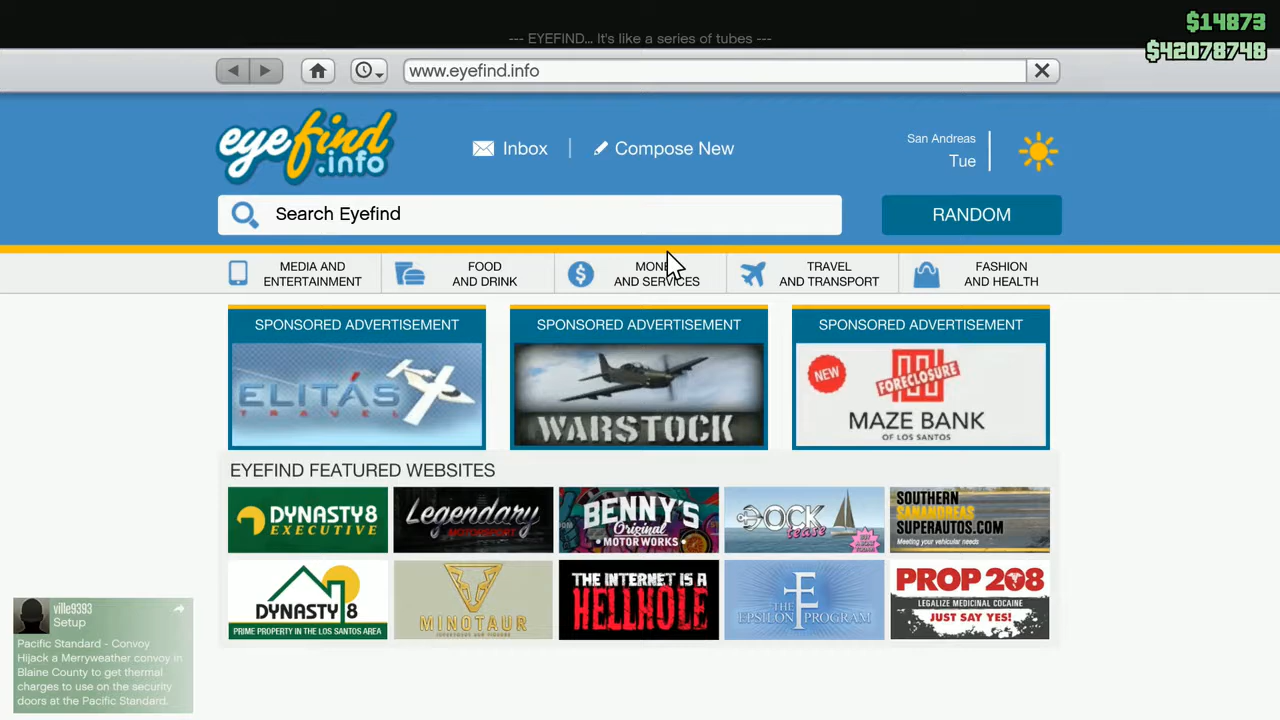 $14873
--- EYEFIND... It's like a series of tubes ---
$42078748
www.eyefind.info
eyefind.info
Inbox
Compose New
San Andreas
Tue
Search Eyefind
RANDOM
MEDIA AND
ENTERTAINMENT
FOOD
AND DRINK
AND SERVICES
TRAVEL
AND TRANSPORT
FASHION
AND HEALTH
SPONSORED ADVERTISEMENT
ELITÁS
TRAVEL
SPONSORED ADVERTISEMENT
WARSTOCK
SPONSORED ADVERTISEMENT
NEW
FORECLOSURE
MAZE BANK
OF LOS SANTOS
EYEFIND FEATURED WEBSITES
DYNASTY8
EXECUTIVE
Legendary
MOTORSPORT
BENNY'S
Original
MOTORWORKS
DOCK
tease
SOUTHERN
SANANDREAS
SUPERAUTOS.COM
Meeting your vehicular needs
DYNASTY 8
PRIME PROPERTY IN THE LOS SANTOS AREA
MINOTAUR
THE INTERNET IS A
HELLHOLE
THE
EPSILON PROGRAM
PROP 208
LEGALIZE MEDICINAL COCAINE
JUST SAY YES!
ville9393
Setup
Pacific Standard - Convoy
Hijack a Merryweather convoy in
Blaine County to get thermal
charges to use on the security
doors at the Pacific Standard.